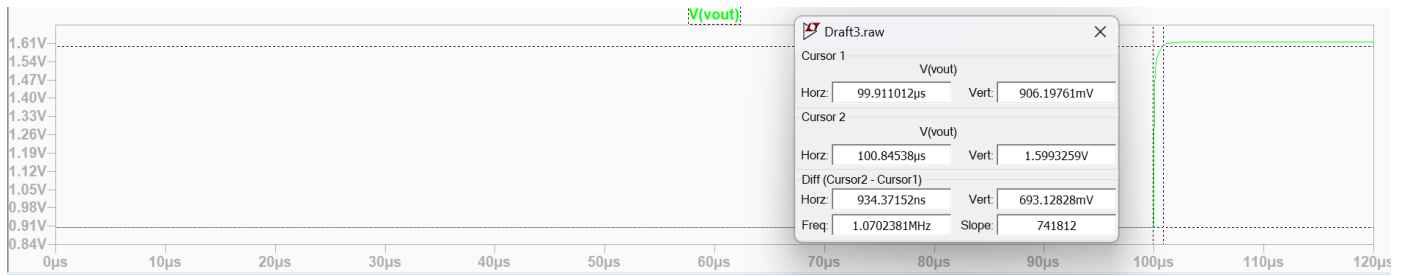 V(vout)
1.61V
1.54V
1.47V
1.40V
1.33V
1.26V
1.19V
1.12V
1.05V
0.98V
0.91V
0.84V
0µs 10µs 20µs 30µs 40µs 50µs 60µs 70µs 80µs 90µs 100µs 110µs 120µs
Draft3.raw
Cursor 1
V(vout)
Horz: 99.911012µs Vert: 906.19761mV
Cursor 2
V(vout)
Horz: 100.84538µs Vert: 1.5993259V
Diff (Cursor2 - Cursor1)
Horz: 934.37152ns Vert: 693.12828mV
Freq: 1.0702381MHz Slope: 741812